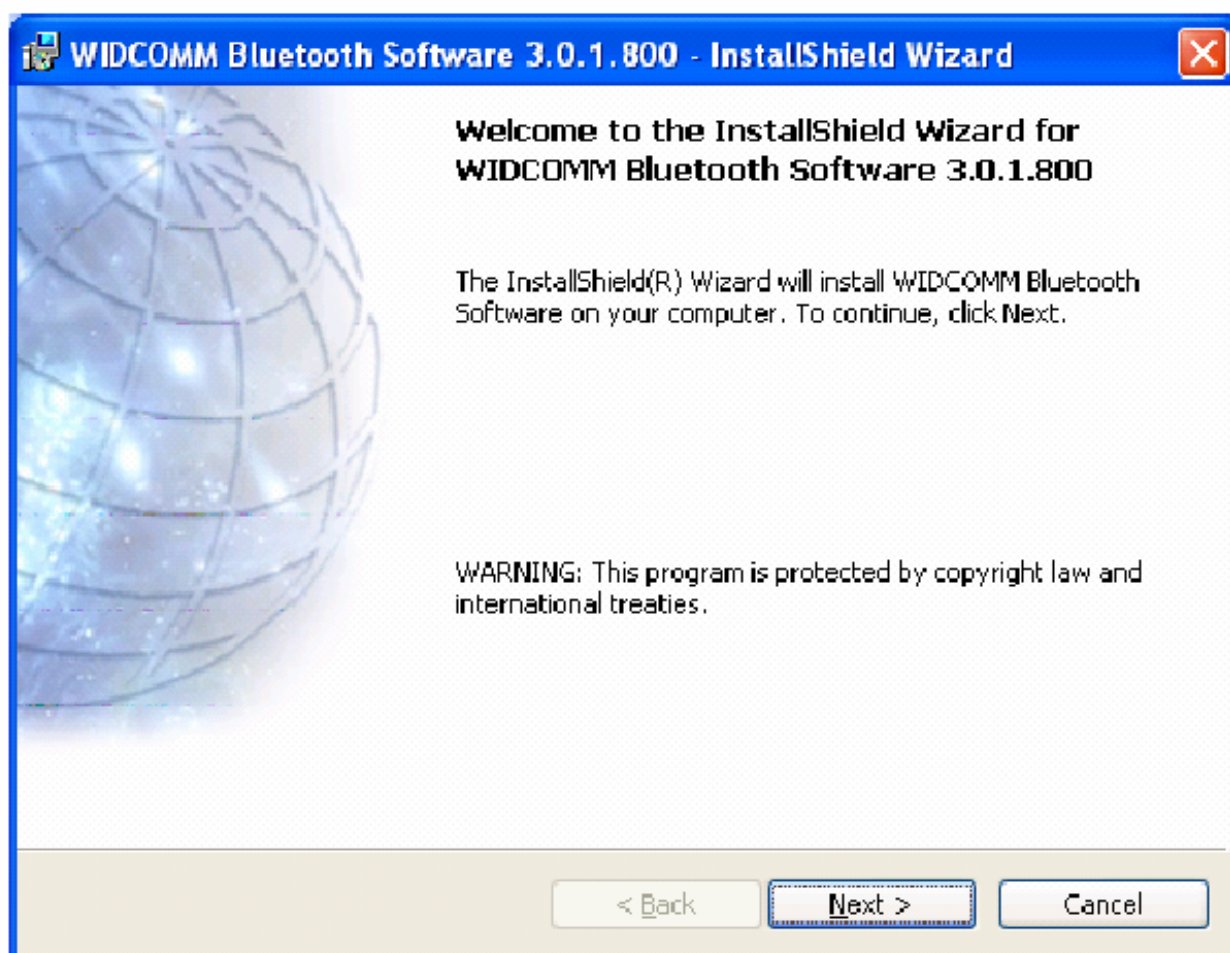 WIDCOMM Bluetooth Software 3.0.1.800 - InstallShield Wizard
Welcome to the InstallShield Wizard for
WIDCOMM Bluetooth Software 3.0.1.800
The InstallShield(R) Wizard will install WIDCOMM Bluetooth
Software on your computer. To continue, click Next.
WARNING: This program is protected by copyright law and
international treaties.
< Back
Next >
Cancel